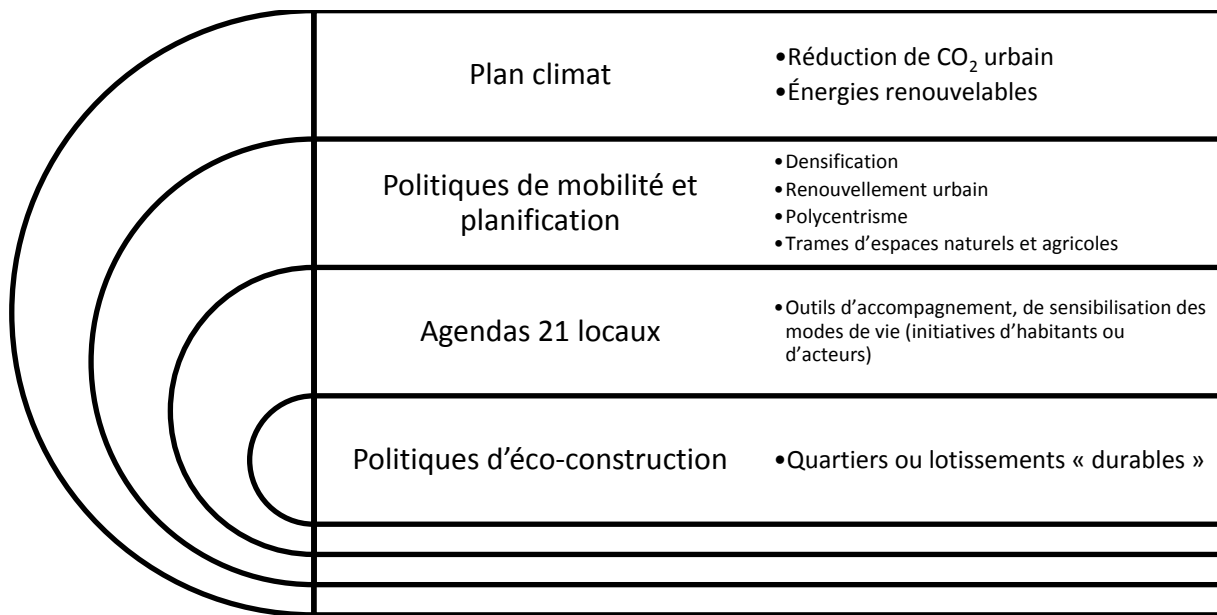 Plan climat
•Réduction de CO₂ urbain
•Énergies renouvelables
Politiques de mobilité et
planification
•Densification
•Renouvellement urbain
•Polycentrisme
•Trames d’espaces naturels et agricoles
Agendas 21 locaux
•Outils d’accompagnement, de sensibilisation des
modes de vie (initiatives d’habitants ou
d’acteurs)
Politiques d’éco-construction
•Quartiers ou lotissements « durables »